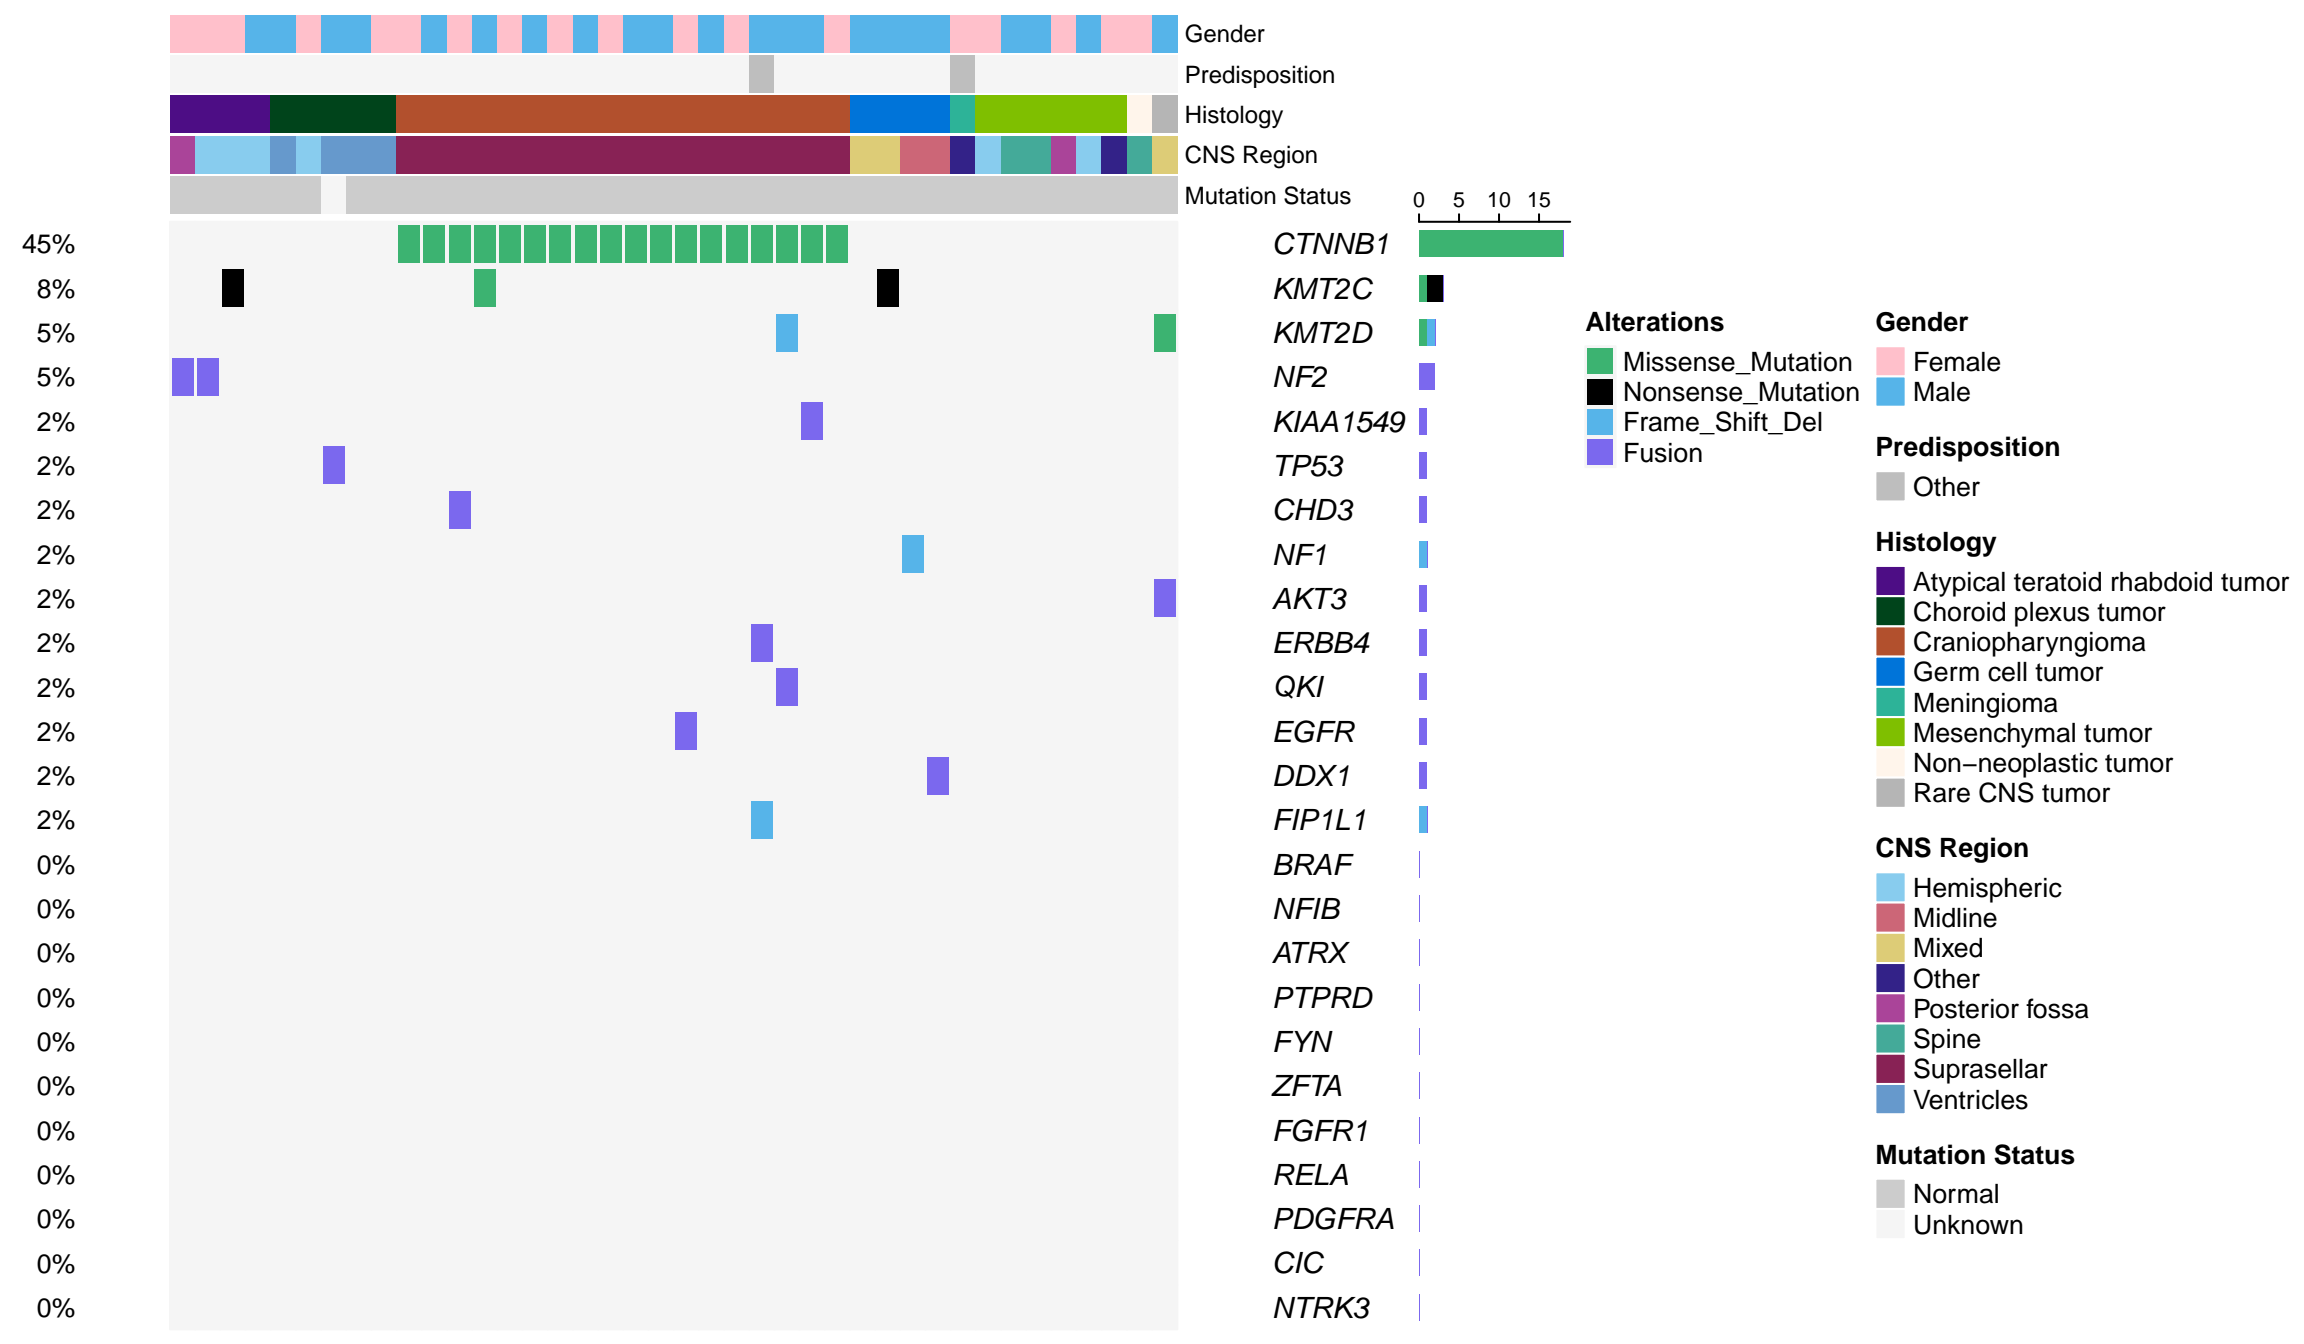 Gender
Predisposition
Histology
CNS Region
Mutation Status
0 5 10 15
45% CTNNB1
8% KMT2C
5% KMT2D
5% NF2
2% KIAA1549
2% TP53
2% CHD3
2% NF1
2% AKT3
2% ERBB4
2% QKI
2% EGFR
2% DDX1
2% FIP1L1
0% BRAF
0% NFIB
0% ATRX
0% PTPRD
0% FYN
0% ZFTA
0% FGFR1
0% RELA
0% PDGFRA
0% CIC
0% NTRK3
Alterations
Missense_Mutation
Nonsense_Mutation
Frame_Shift_Del
Fusion
Gender
Female
Male
Predisposition
Other
Histology
Atypical teratoid rhabdoid tumor
Choroid plexus tumor
Craniopharyngioma
Germ cell tumor
Meningioma
Mesenchymal tumor
Non−neoplastic tumor
Rare CNS tumor
CNS Region
Hemispheric
Midline
Mixed
Other
Posterior fossa
Spine
Suprasellar
Ventricles
Mutation Status
Normal
Unknown